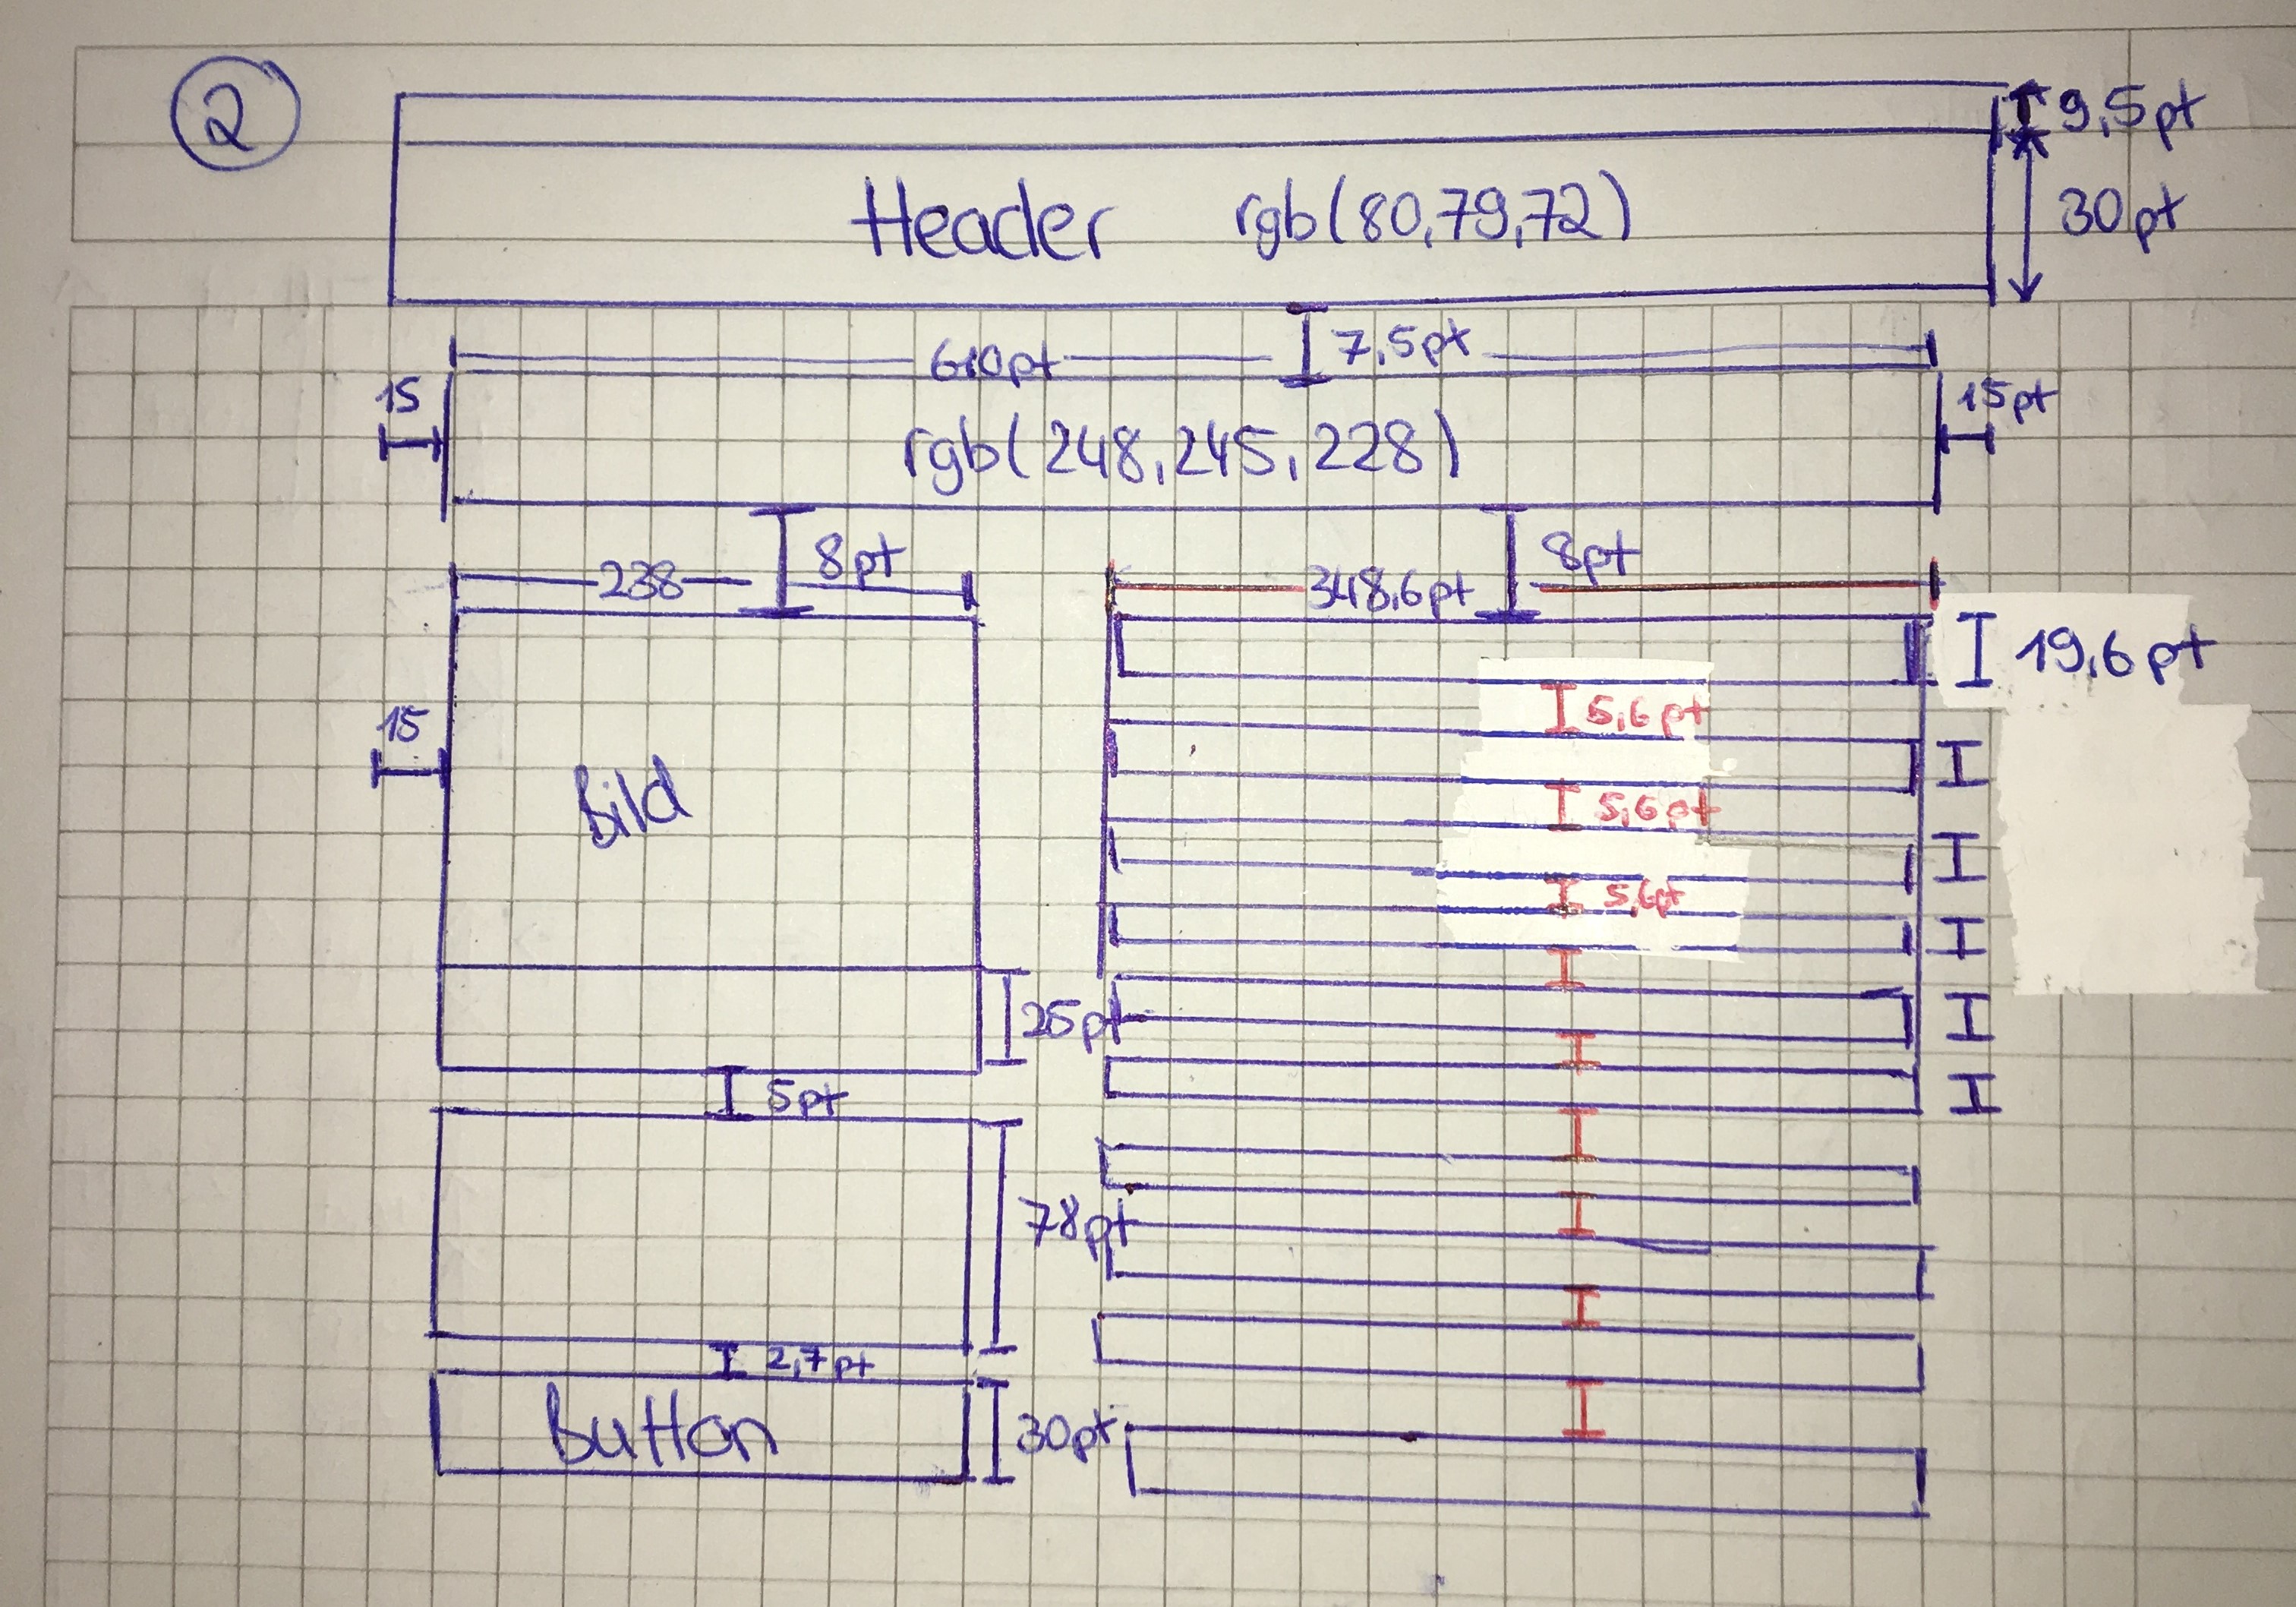 2
9,5pt
Header rgb(80,79,72)
30pt
7,5pt
610pt
15
15pt
rgb(248,245,228)
8pt
8pt
238
348,6pt
19,6pt
5,6pt
15
Bild
5,6pt
5,6pt
25pt
5pt
78pt
2,7pt
Button
30pt